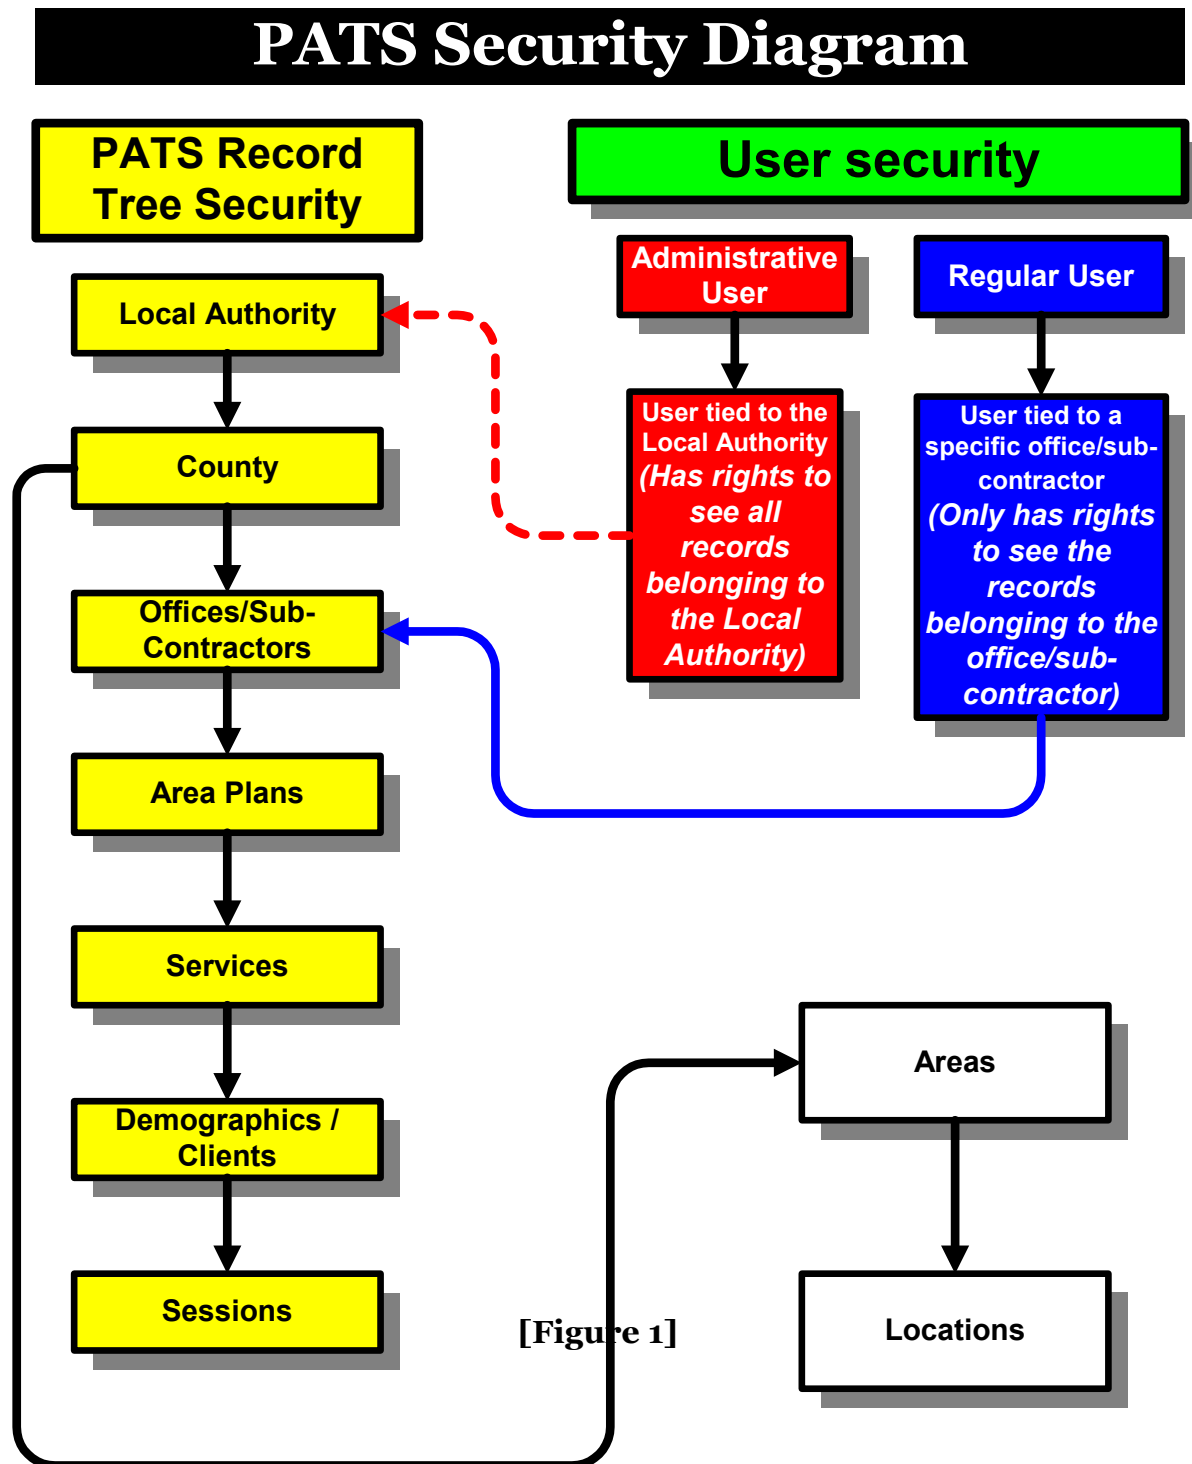 PATS Security Diagram
PATS Record
Tree Security
User security
Administrative
User
Regular User
Local Authority
User tied to the
Local Authority
(Has rights to
see all
records
belonging to
the Local
Authority)
User tied to a
specific office/sub-
contractor
(Only has rights
to see the
records
belonging to the
office/sub-
contractor)
County
Offices/Sub-
Contractors
Area Plans
Services
Demographics /
Clients
Sessions
Areas
Locations
[Figure 1]